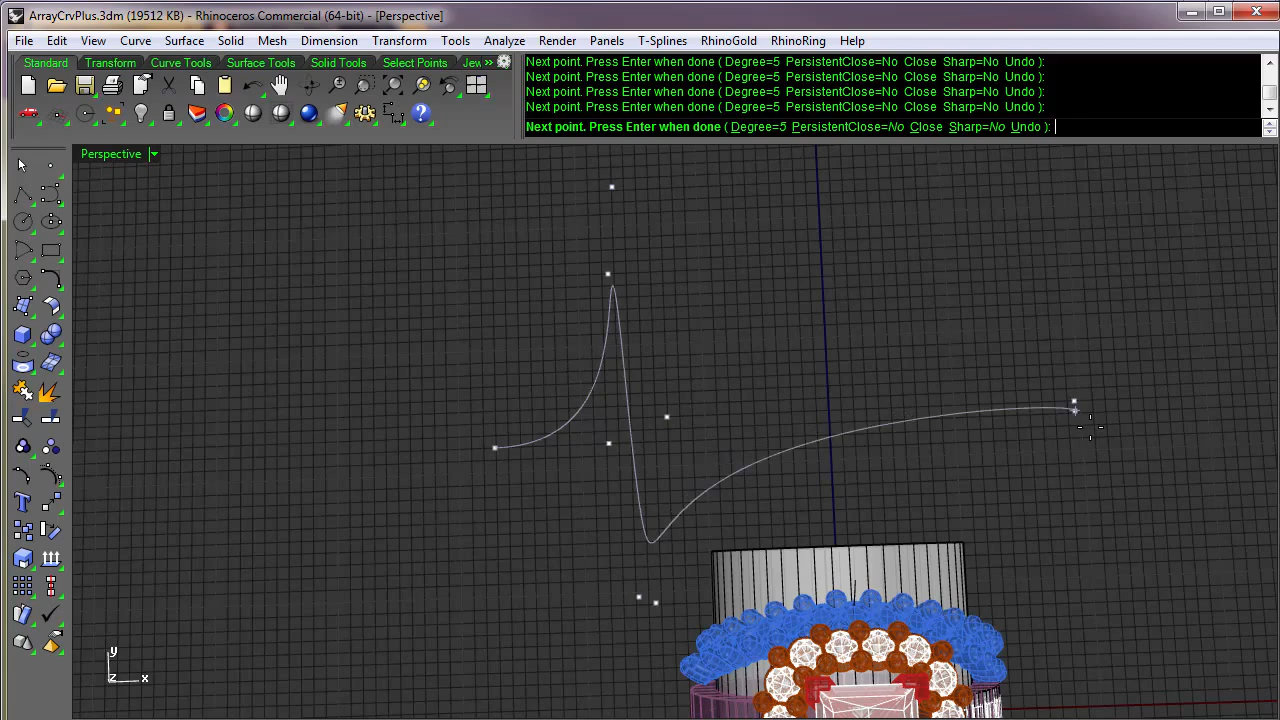 ArrayCrvPlus.3dm (19512 KB) - Rhinoceros Commercial (64-bit) - [Perspective]
File Edit View Curve Surface Solid Mesh Dimension Transform Tools Analyze Render Panels T-Splines RhinoGold RhinoRing Help
Standard Transform Curve Tools Surface Tools Solid Tools Select Points Jew »
Next point. Press Enter when done ( Degree=5 PersistentClose=No Close Sharp=No Undo ):
Next point. Press Enter when done ( Degree=5 PersistentClose=No Close Sharp=No Undo ):
Next point. Press Enter when done ( Degree=5 PersistentClose=No Close Sharp=No Undo ):
Next point. Press Enter when done ( Degree=5 PersistentClose=No Close Sharp=No Undo ):
Next point. Press Enter when done ( Degree=5 PersistentClose=No Close Sharp=No Undo ):
Perspective
y
z x